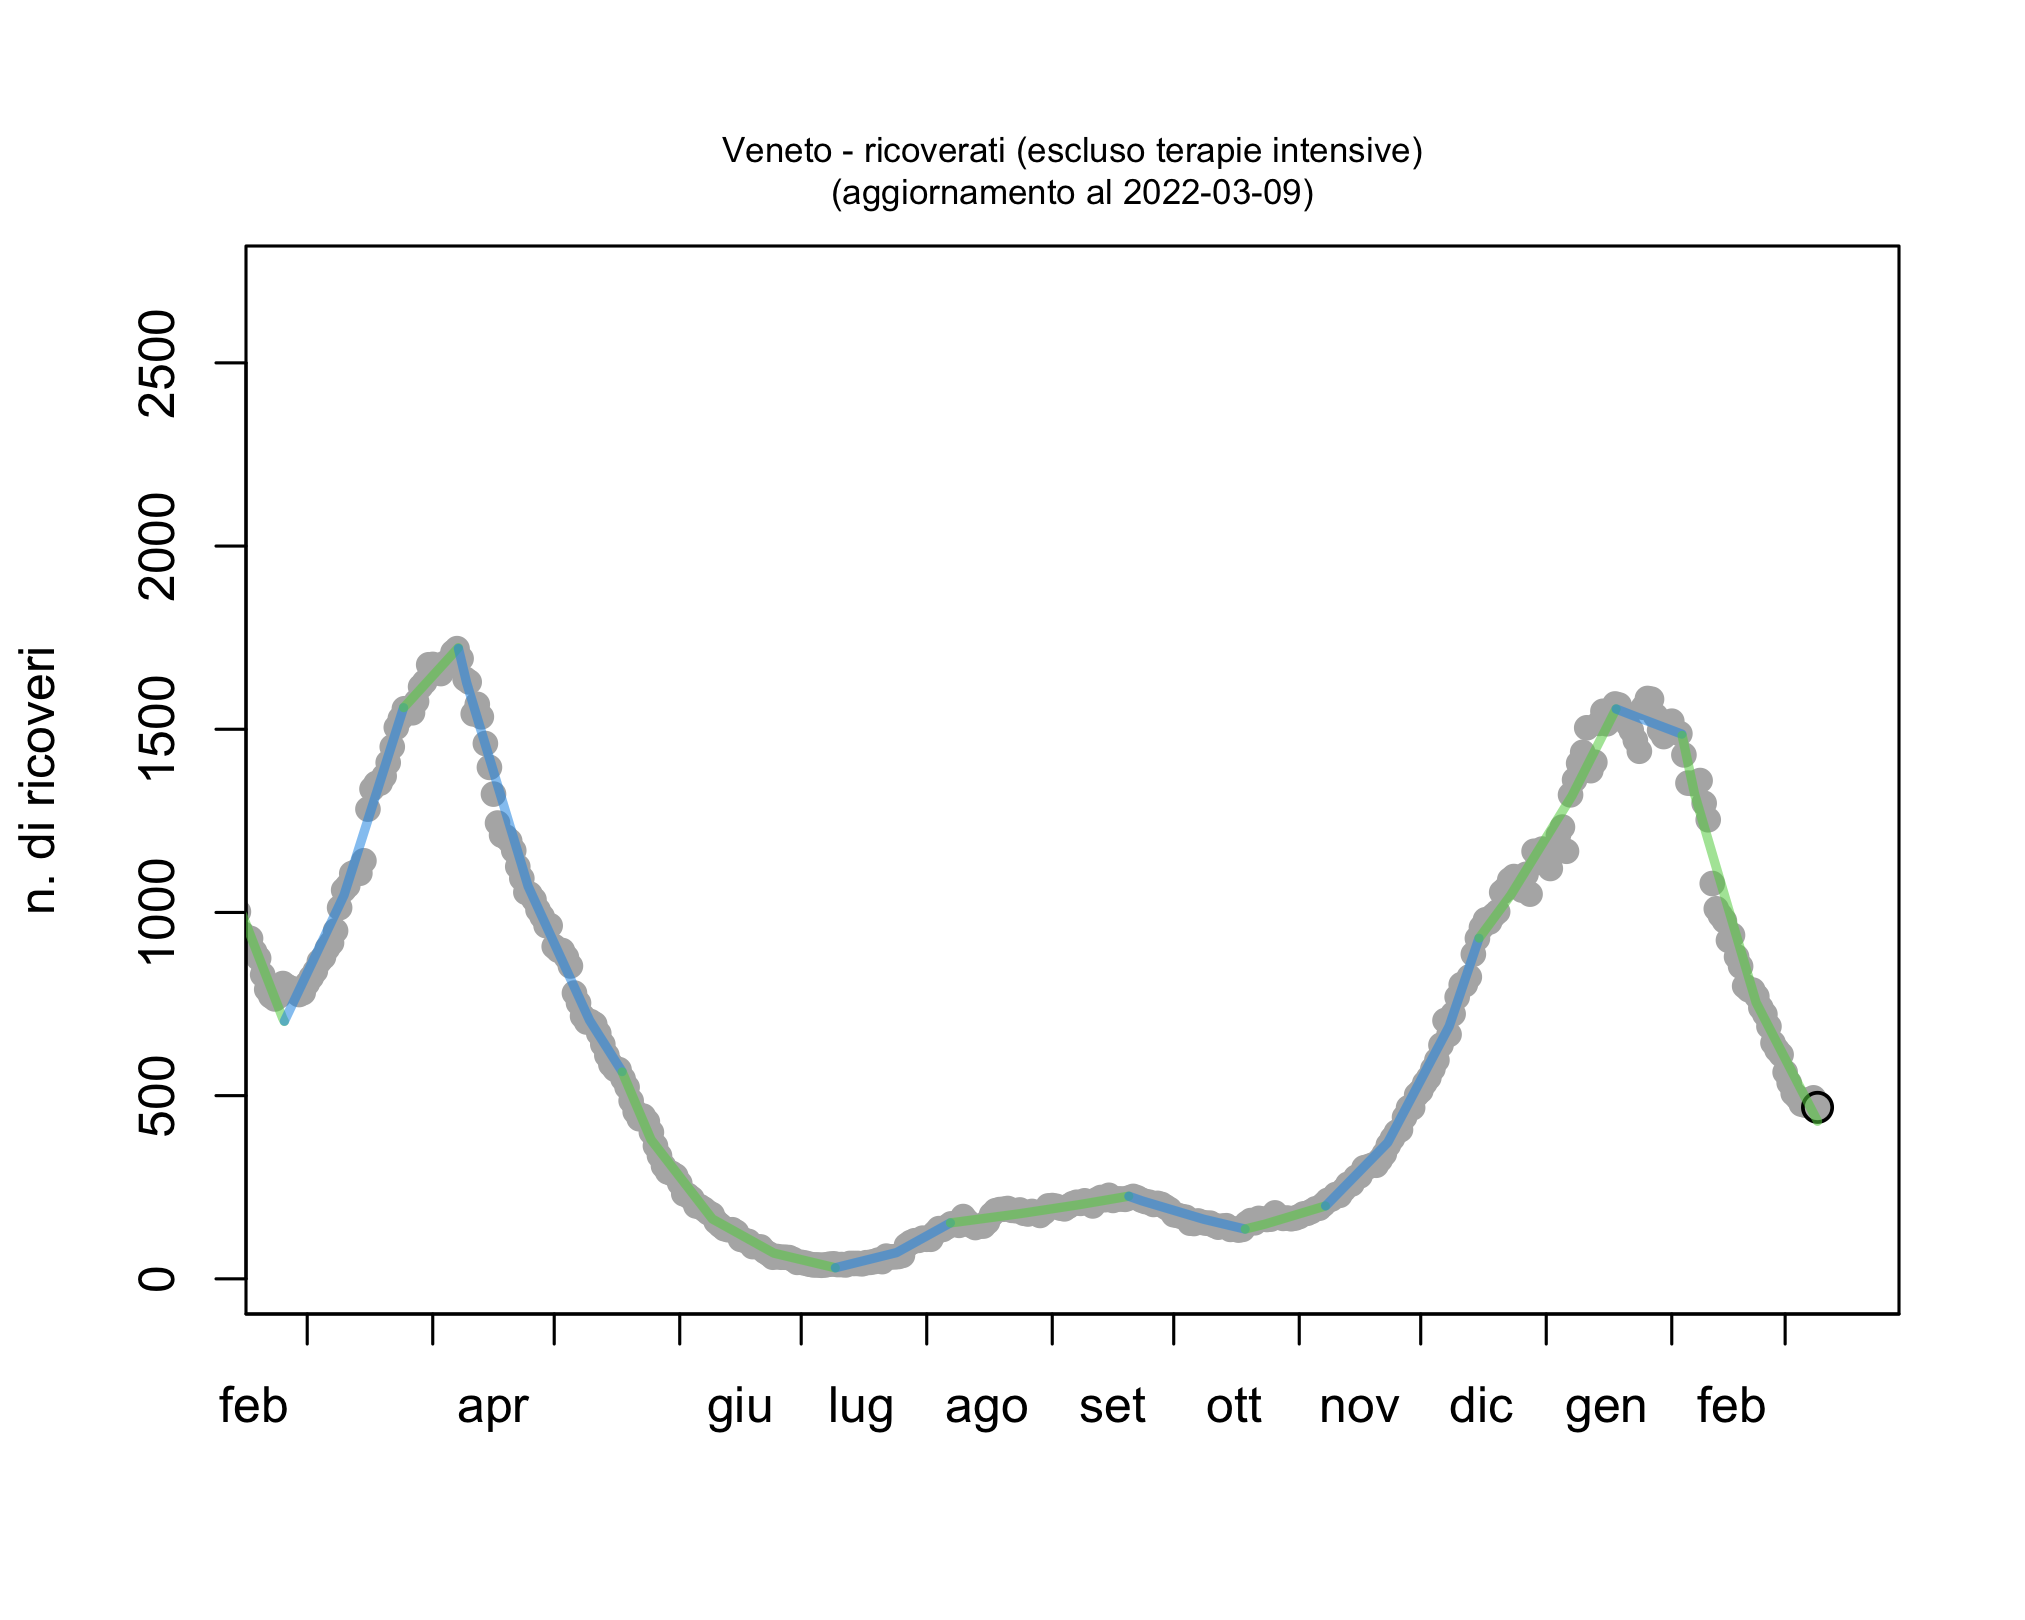 Veneto - ricoverati (escluso terapie intensive)
(aggiornamento al 2022-03-09)
n. di ricoveri
2500
2000
1500
1000
500
0
feb apr giu lug ago set ott nov dic gen feb